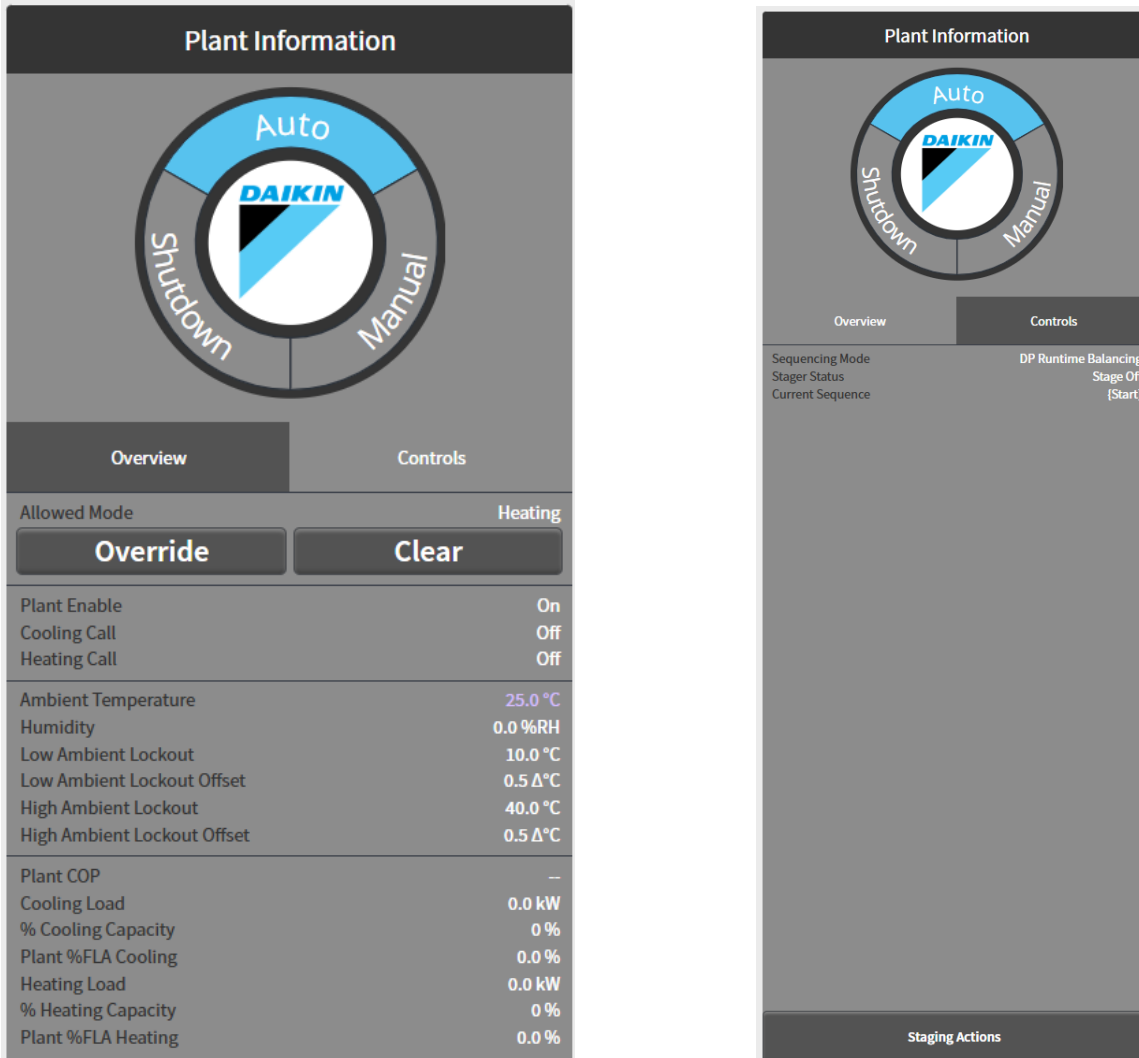 Plant Information
Auto
Shutdown
Manual
DAIKIN
Overview Controls
Allowed Mode Heating
Override Clear
Plant Enable On
Cooling Call Off
Heating Call Off
Ambient Temperature 25.0 °C
Humidity 0.0 %RH
Low Ambient Lockout 10.0 °C
Low Ambient Lockout Offset 0.5 Δ°C
High Ambient Lockout 40.0 °C
High Ambient Lockout Offset 0.5 Δ°C
Plant COP --
Cooling Load 0.0 kW
% Cooling Capacity 0 %
Plant %FLA Cooling 0.0 %
Heating Load 0.0 kW
% Heating Capacity 0 %
Plant %FLA Heating 0.0 %
Plant Information
Auto
Shutdown
Manual
DAIKIN
Overview Controls
Sequencing Mode DP Runtime Balancing
Stager Status Stage Of
Current Sequence {Start
Staging Actions